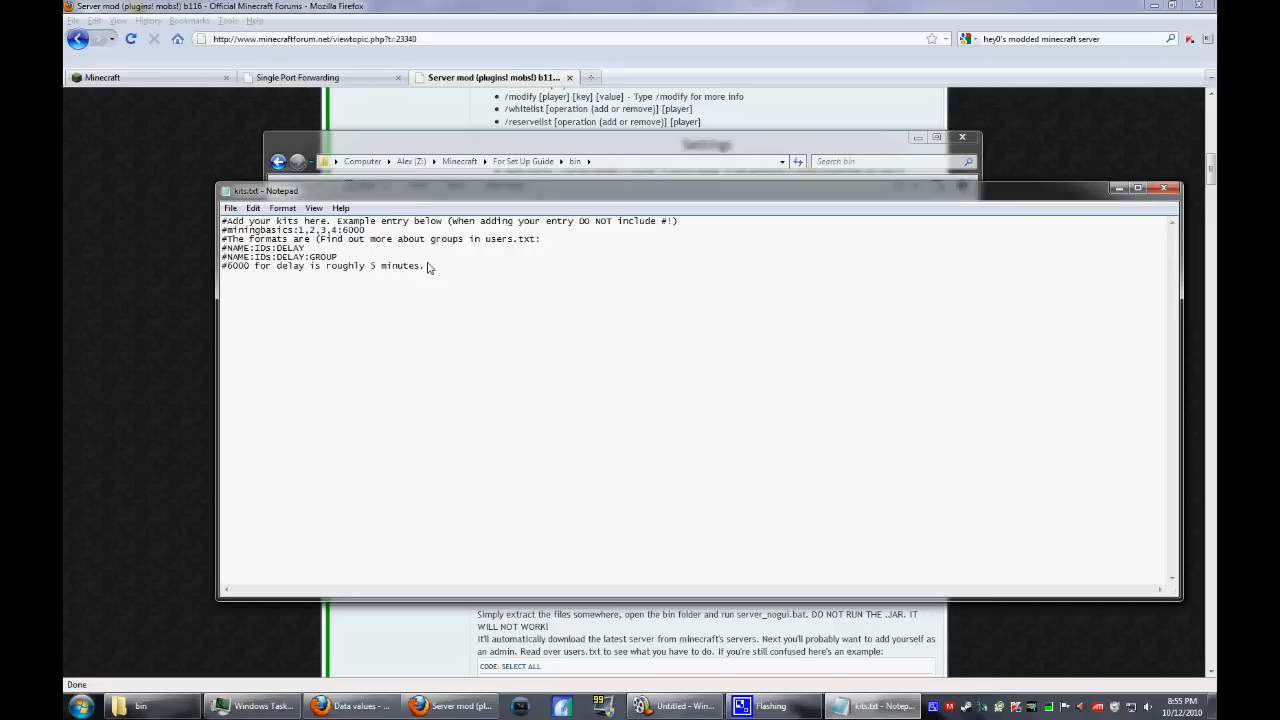 Server mod (plugins! mobs!) b116 - Official Minecraft Forums - Mozilla Firefox
File Edit View History Bookmarks Tools Help
http://www.minecraftforum.net/viewtopic.php?t=23340
hey0's modded minecraft server
Minecraft
Single Port Forwarding
Server mod (plugins! mobs!) b11...
• /modify [player] [key] [value] - Type /modify for more info
• /whitelist [operation (add or remove)] [player]
• /reservelist [operation (add or remove)] [player]
Settings
Computer Alex (Z:) Minecraft For Set Up Guide bin
Search bin
kits.txt - Notepad
File Edit Format View Help
#Add your kits here. Example entry below (When adding your entry DO NOT include #!)
#miningbasics:1,2,3,4:6000
#The formats are (Find out more about groups in users.txt:
#NAME:IDs:DELAY
#NAME:IDs:DELAY:GROUP
#6000 for delay is roughly 5 minutes.
Simply extract the files somewhere, open the bin folder and run server_nogui.bat. DO NOT RUN THE .JAR. IT
WILL NOT WORK!
It'll automatically download the latest server from minecraft's servers. Next you'll probably want to add yourself as
an admin. Read over users.txt to see what you have to do. If you're still confused here's an example:
CODE: SELECT ALL
Done
bin
Windows Task...
Data values - ...
Server mod (pl...
99
Untitled - Win...
Flashing
kits.txt - Notep...
8:55 PM
10/12/2010